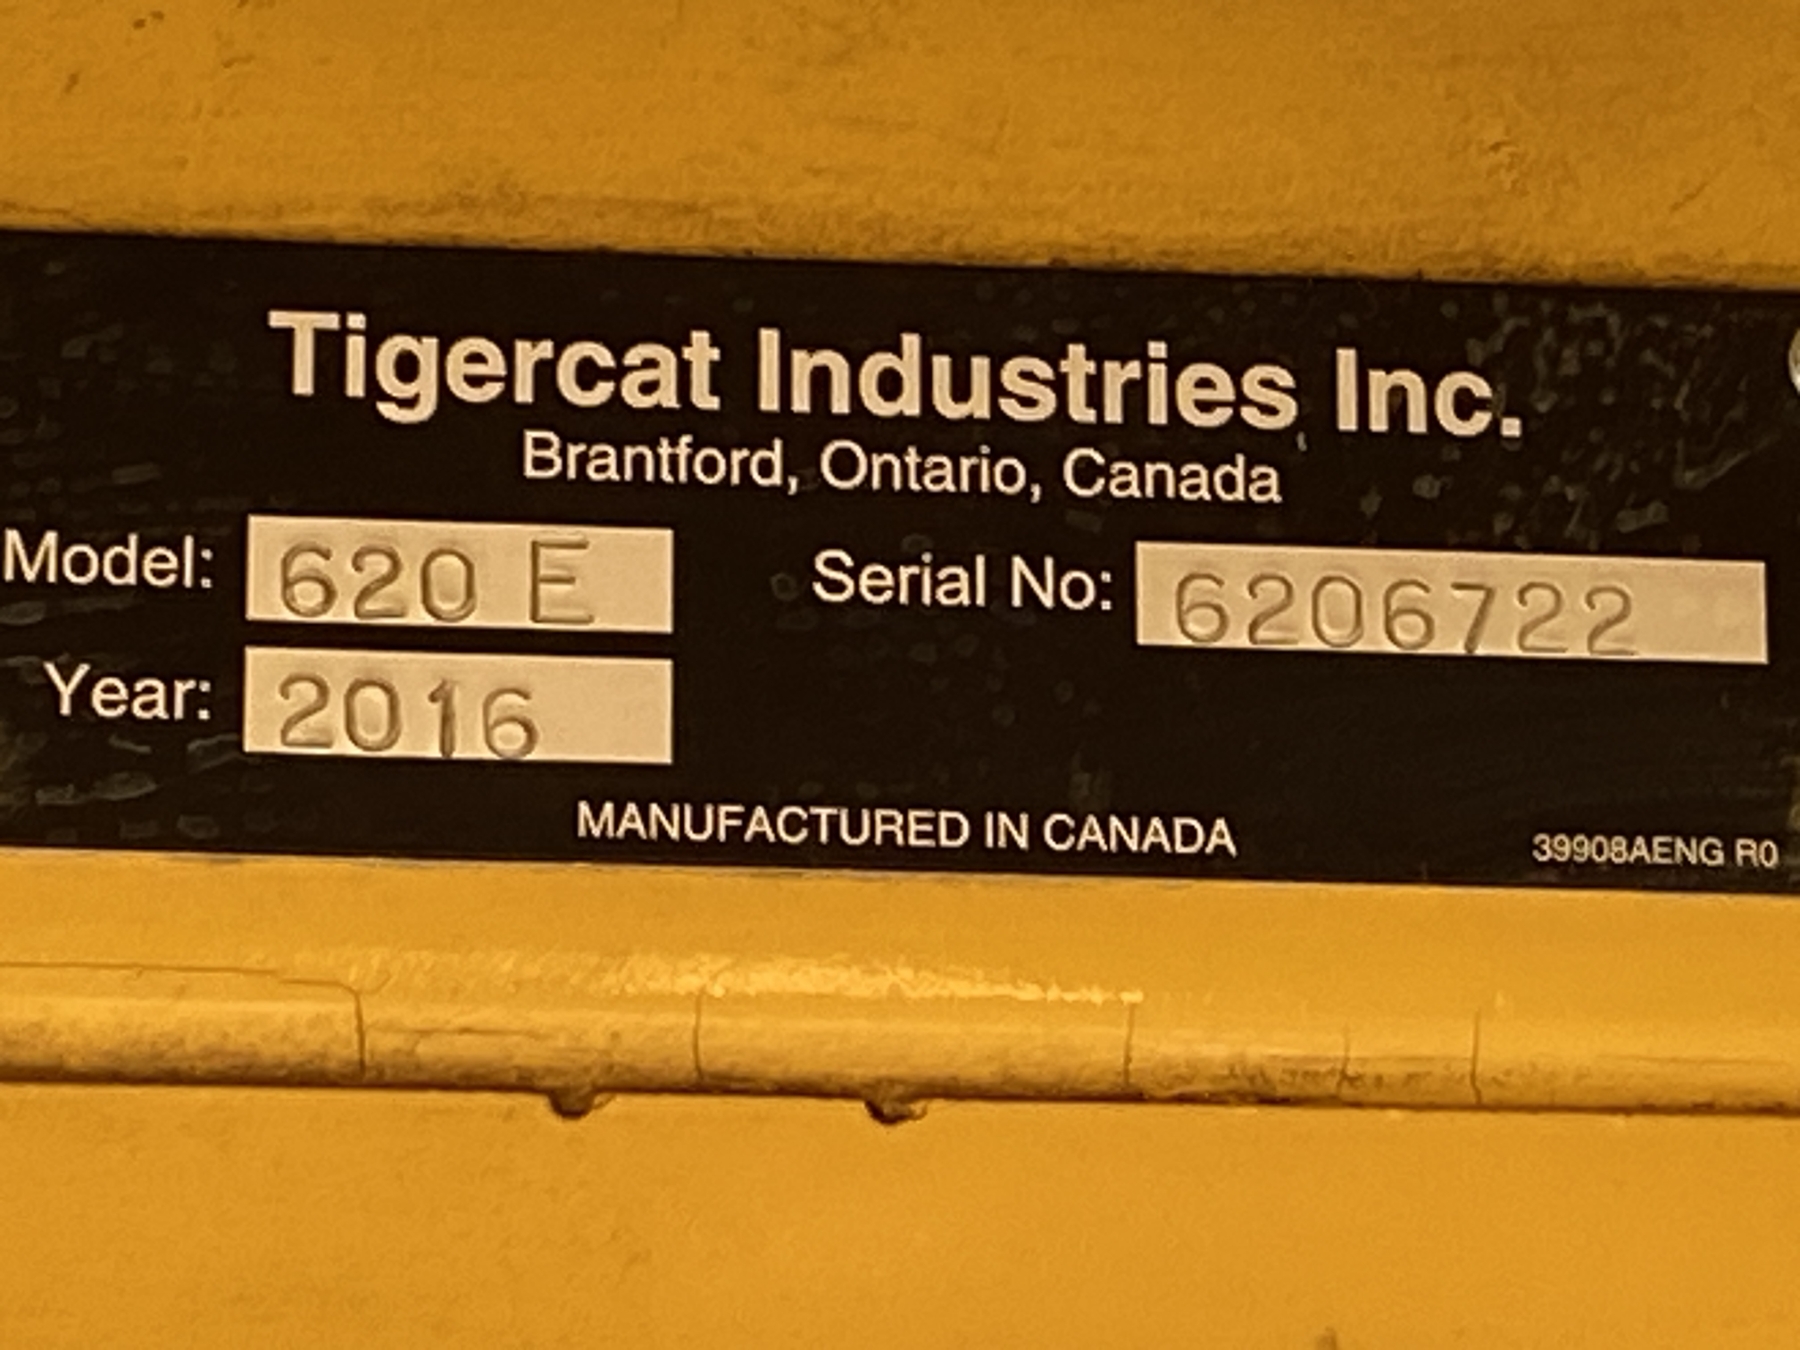 Tigercat Industries Inc.
Brantford, Ontario, Canada
Model: 620 E Serial No: 6206722
Year: 2016
MANUFACTURED IN CANADA 39908AENG R0